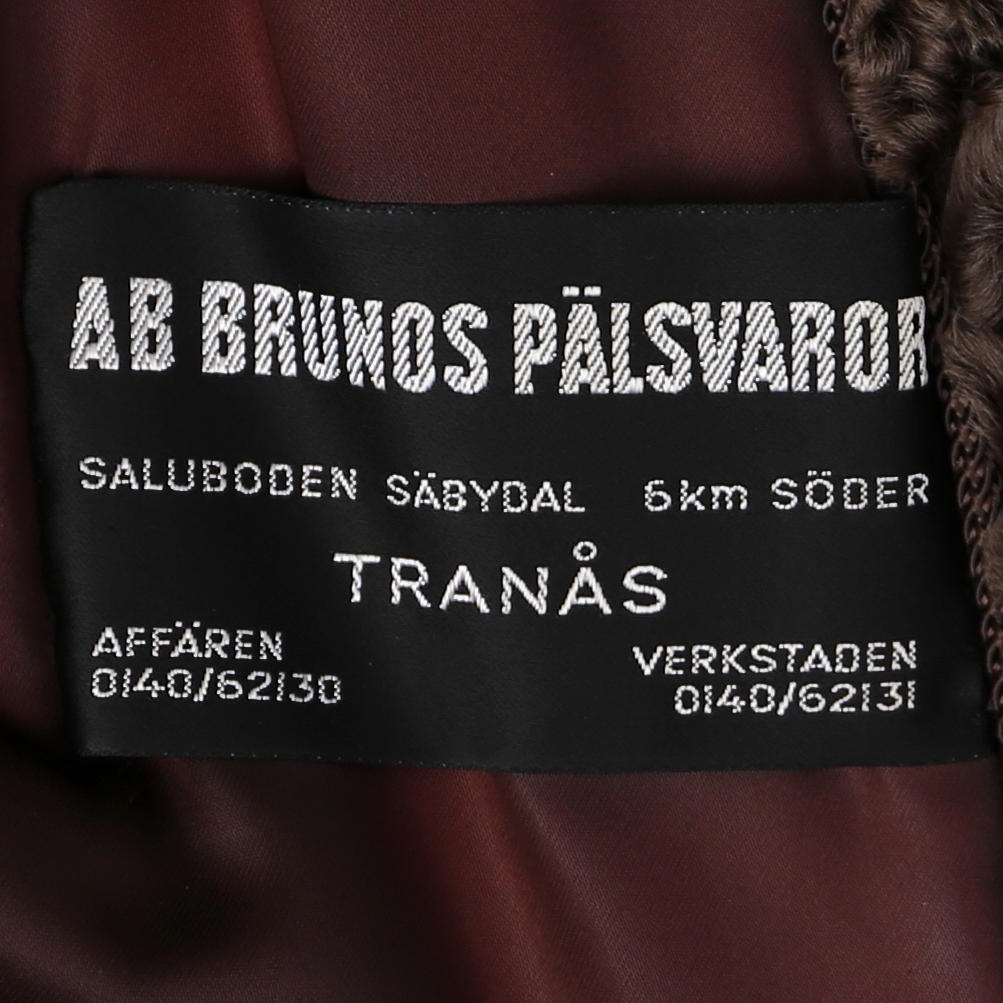 AB BRUNOS PÄLSVAROR
SALUBODEN SÄBYDAL 6km SÖDER
TRANÅS
AFFÄREN
0140/62130
VERKSTADEN
0140/62131